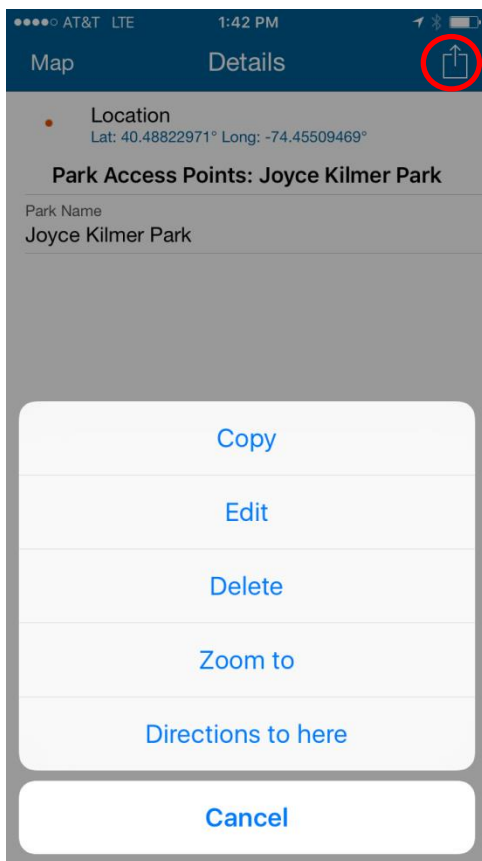 AT&T LTE 1:42 PM
Map Details
Location
Lat: 40.48822971° Long: -74.45509469°
Park Access Points: Joyce Kilmer Park
Park Name
Joyce Kilmer Park
Copy
Edit
Delete
Zoom to
Directions to here
Cancel